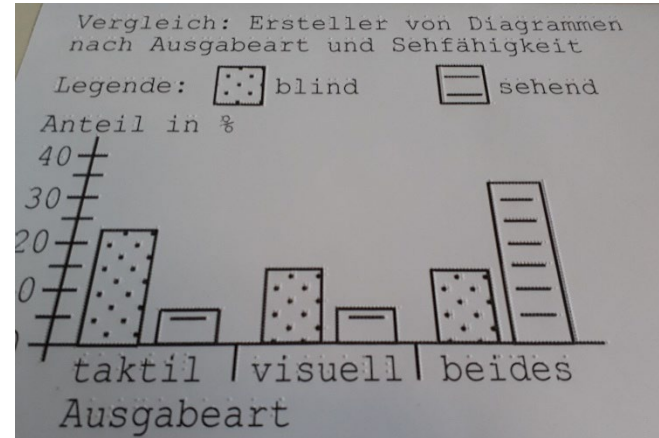 Vergleich: Ersteller von Diagrammen
nach Ausgabeart und Sehfähigkeit
Legende: blind sehend
Anteil in %
40
30
20
0
taktil visuell beides
Ausgabeart